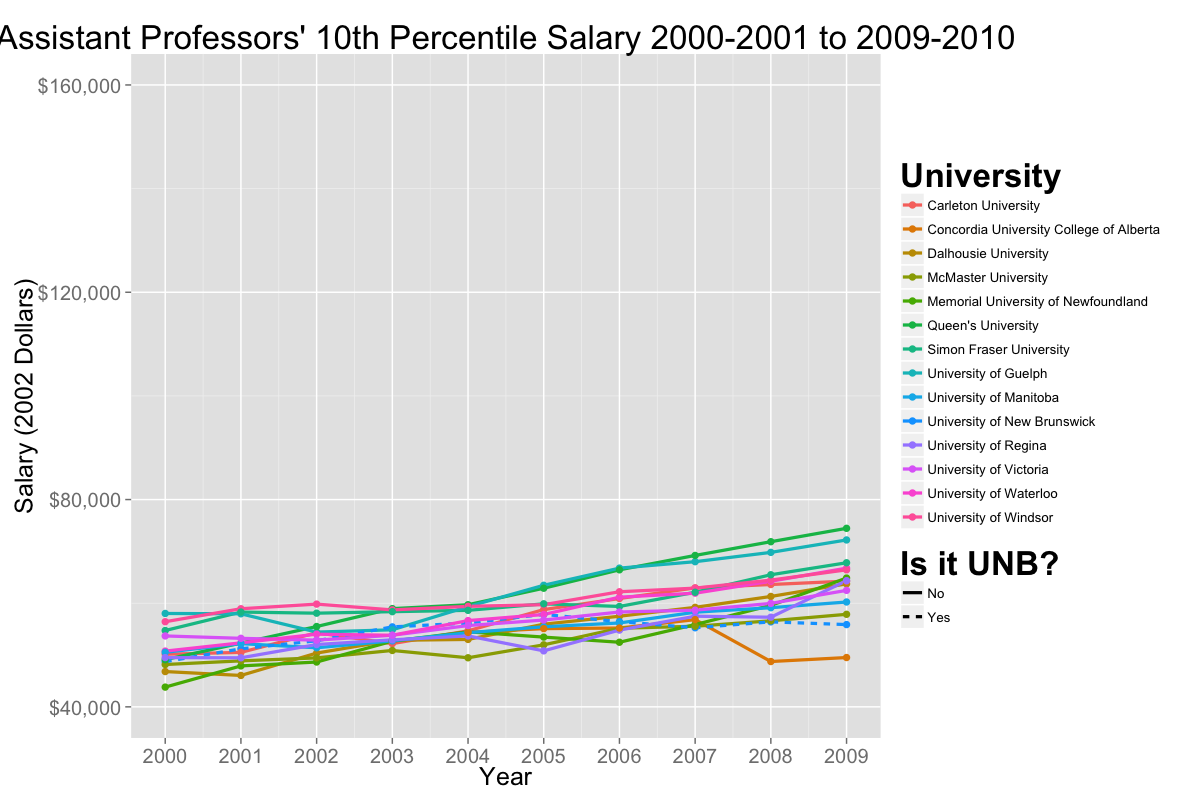 Assistant Professors' 10th Percentile Salary 2000-2001 to 2009-2010
$160,000
$120,000
$80,000
$40,000
Salary (2002 Dollars)
2000 2001 2002 2003 2004 2005 2006 2007 2008 2009
Year
University
Carleton University
Concordia University College of Alberta
Dalhousie University
McMaster University
Memorial University of Newfoundland
Queen's University
Simon Fraser University
University of Guelph
University of Manitoba
University of New Brunswick
University of Regina
University of Victoria
University of Waterloo
University of Windsor
Is it UNB?
No
Yes